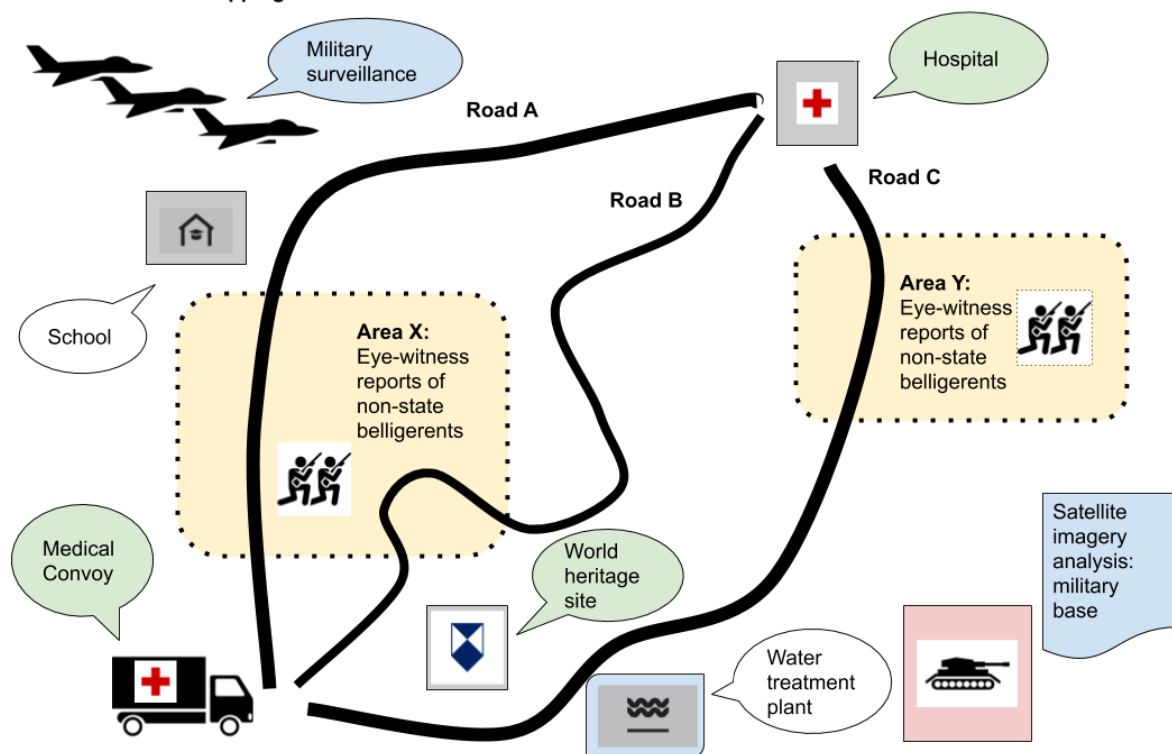 Military
surveillance
Hospital
Road A
Road C
Road B
School
Area X:
Eye-witness
reports of
non-state
belligerents
Area Y:
Eye-witness
reports of
non-state
belligerents
Medical
Convoy
World
heritage
site
Satellite
imagery
analysis:
military
base
Water
treatment
plant